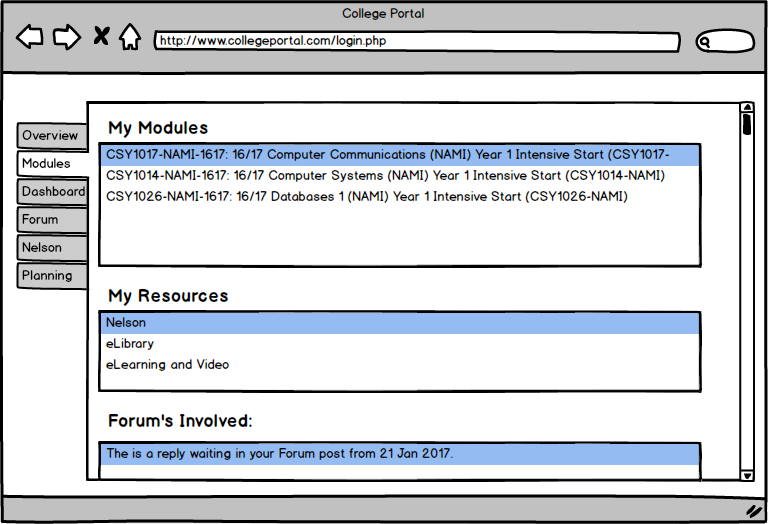 College Portal
http://www.collegeportal.com/login.php
Overview
Modules
Dashboard
Forum
Nelson
Planning
My Modules
CSY1017-NAMI-1617: 16/17 Computer Communications (NAMI) Year 1 Intensive Start (CSY1017-
CSY1014-NAMI-1617: 16/17 Computer Systems (NAMI) Year 1 Intensive Start (CSY1014-NAMI)
CSY1026-NAMI-1617: 16/17 Databases 1 (NAMI) Year 1 Intensive Start (CSY1026-NAMI)
My Resources
Nelson
eLibrary
eLearning and Video
Forum's Involved:
The is a reply waiting in your Forum post from 21 Jan 2017.